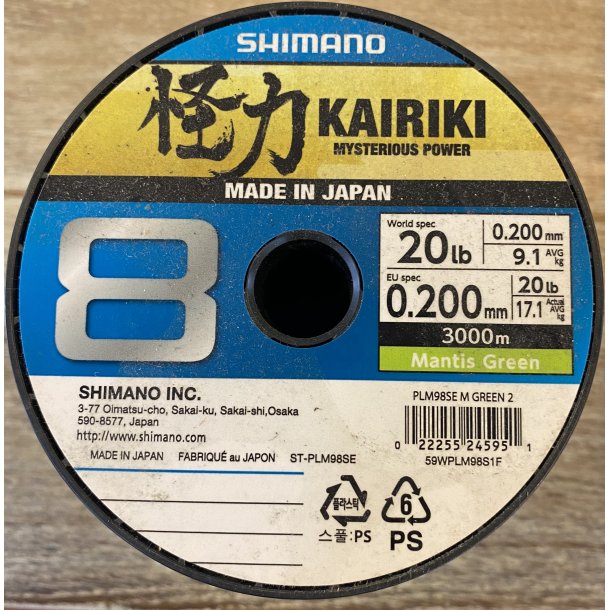 SHIMANO
怪力 KAIRIKI
MYSTERIOUS POWER
MADE IN JAPAN
8
World spec
20lb
0.200mm
9.1 AVG kg
EU spec
0.200mm
20lb
17.1 Actual AVG kg
3000m
Mantis Green
SHIMANO INC.
3-77 Oimatsu-cho, Sakai-ku, Sakai-shi,Osaka
590-8577, Japan
http://www.shimano.com
MADE IN JAPAN FABRIQUÉ au JAPON ST-PLM98SE
PLM98SE M GREEN 2
0 22255 24595 1
59WPLM98S1F
플라스틱
스풀:PS
6
PS